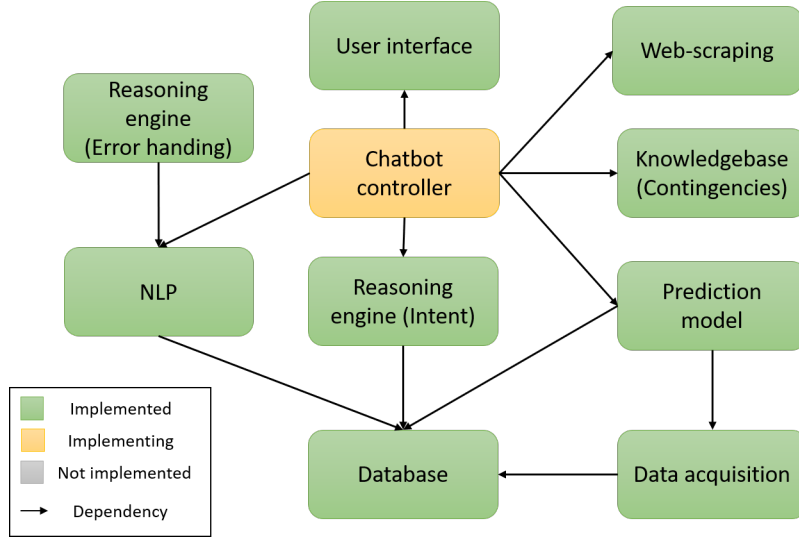 User interface
Web-scraping
Reasoning
engine
(Error handing)
Chatbot
controller
Knowledgebase
(Contingencies)
NLP
Reasoning
engine (Intent)
Prediction
model
Implemented
Implementing
Not implemented
Dependency
Database
Data acquisition